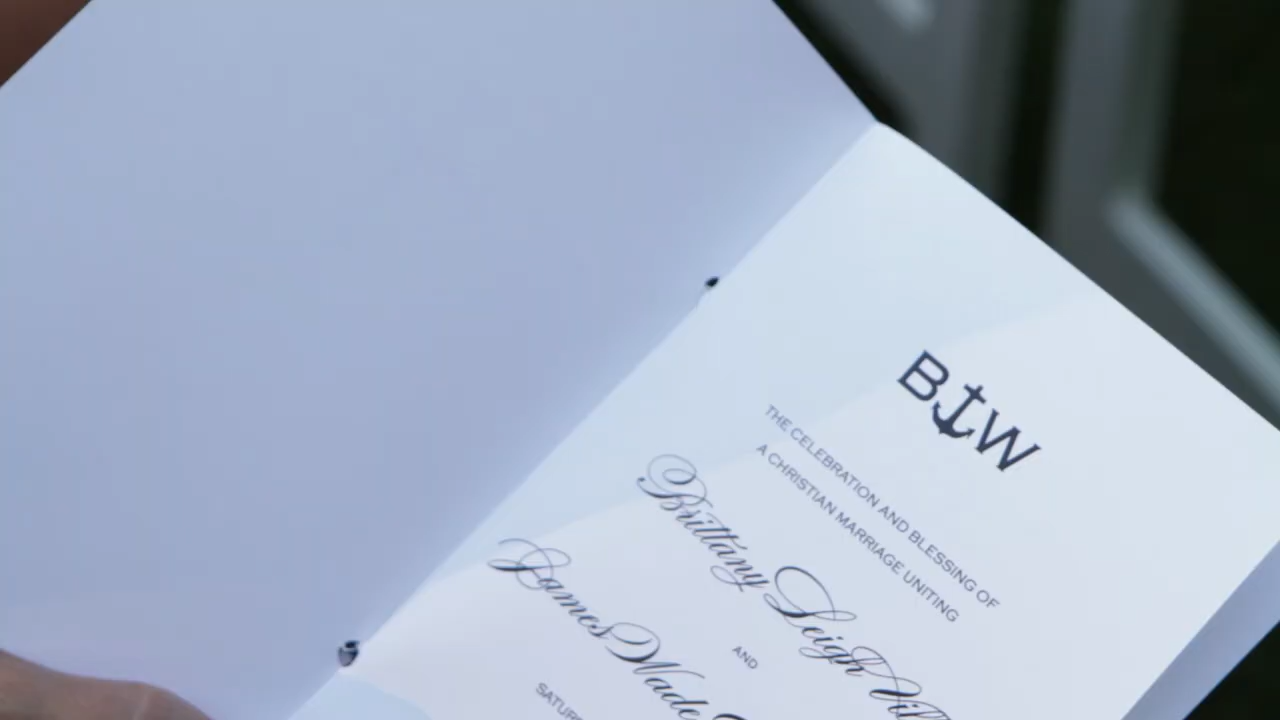 B W
THE CELEBRATION AND BLESSING OF
A CHRISTIAN MARRIAGE UNITING
Brittany Leigh
AND
James Wade